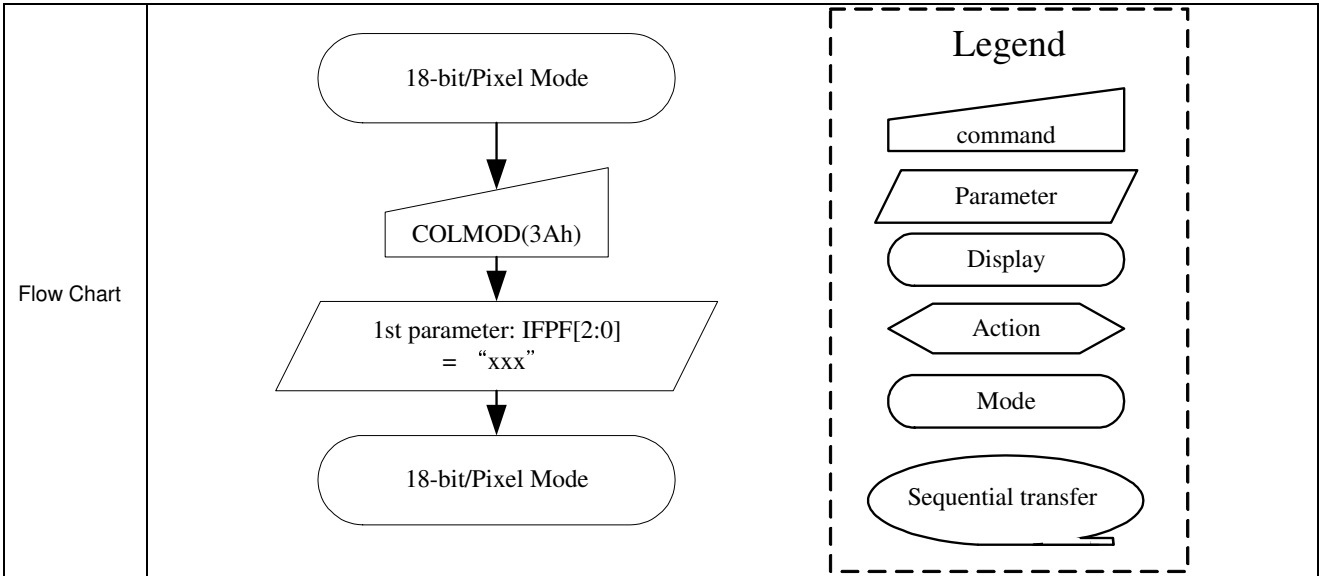 Flow Chart
18-bit/Pixel Mode
COLMOD(3Ah)
1st parameter: IFPF[2:0]
= “xxx”
18-bit/Pixel Mode
Legend
command
Parameter
Display
Action
Mode
Sequential transfer